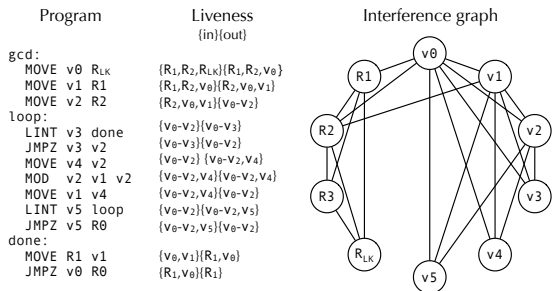 Program Liveness Interference graph
{in}{out}
gcd:
MOVE v0 R_LK {R1,R2,R_LK}{R1,R2,v0}
MOVE v1 R1 {R1,R2,v0}{R2,v0,v1}
MOVE v2 R2 {R2,v0,v1}{v0-v2}
loop:
LINT v3 done {v0-v2}{v0-v3}
JMPZ v3 v2 {v0-v3}{v0-v2}
MOVE v4 v2 {v0-v2} {v0-v2,v4}
MOD v2 v1 v2 {v0-v2,v4}{v0-v2,v4}
MOVE v1 v4 {v0-v2,v4}{v0-v2}
LINT v5 loop {v0-v2}{v0-v2,v5}
JMPZ v5 R0 {v0-v2,v5}{v0-v2}
done:
MOVE R1 v1 {v0,v1}{R1,v0}
JMPZ v0 R0 {R1,v0}{R1}
v0
R1 v1
R2 v2
R3 v3
R_LK v4
v5